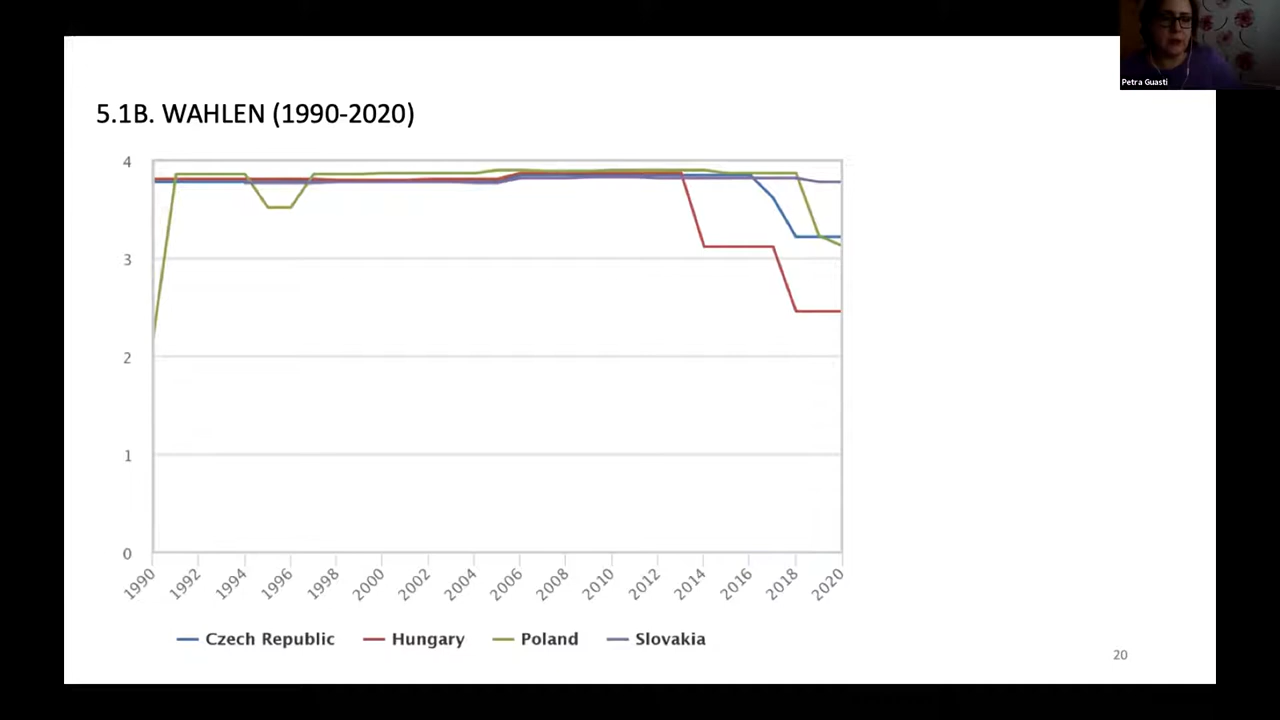 Petra Guasti
5.1B. WAHLEN (1990-2020)
4
3
2
1
0
1990 1992 1994 1996 1998 2000 2002 2004 2006 2008 2010 2012 2014 2016 2018 2020
Czech Republic Hungary Poland Slovakia
20